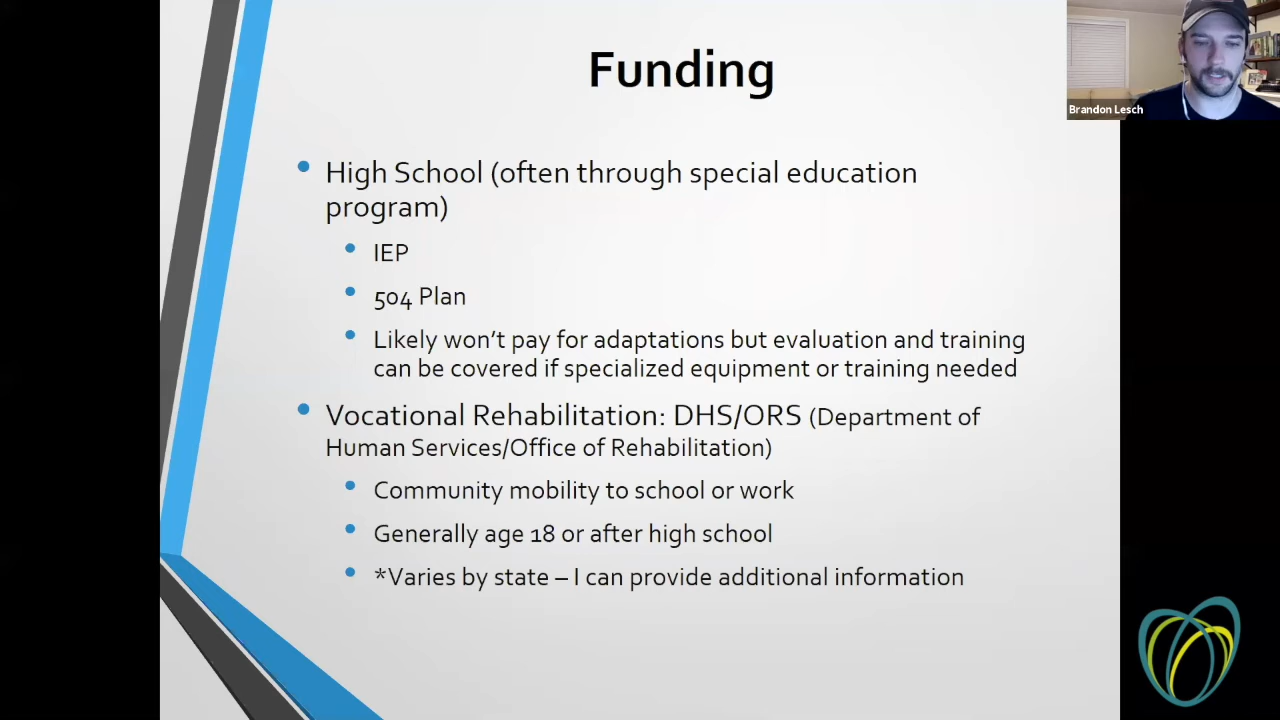 Funding
Brandon Lesch
• High School (often through special education
program)
• IEP
• 504 Plan
• Likely won’t pay for adaptations but evaluation and training
can be covered if specialized equipment or training needed
• Vocational Rehabilitation: DHS/ORS (Department of
Human Services/Office of Rehabilitation)
• Community mobility to school or work
• Generally age 18 or after high school
• *Varies by state – I can provide additional information